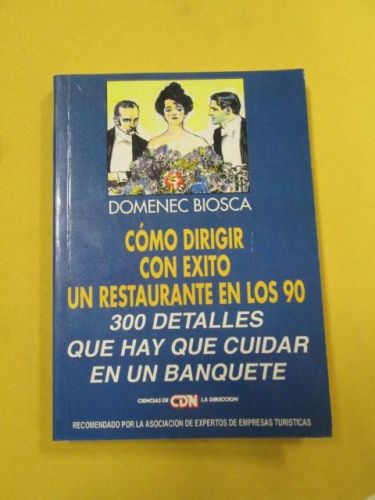 DOMENEC BIOSCA
CÓMO DIRIGIR
CON EXITO
UN RESTAURANTE EN LOS 90
300 DETALLES
QUE HAY QUE CUIDAR
EN UN BANQUETE
CIENCIAS DE CDN LA DIRECCION
RECOMENDADO POR LA ASOCIACION DE EXPERTOS DE EMPRESAS TURISTICAS